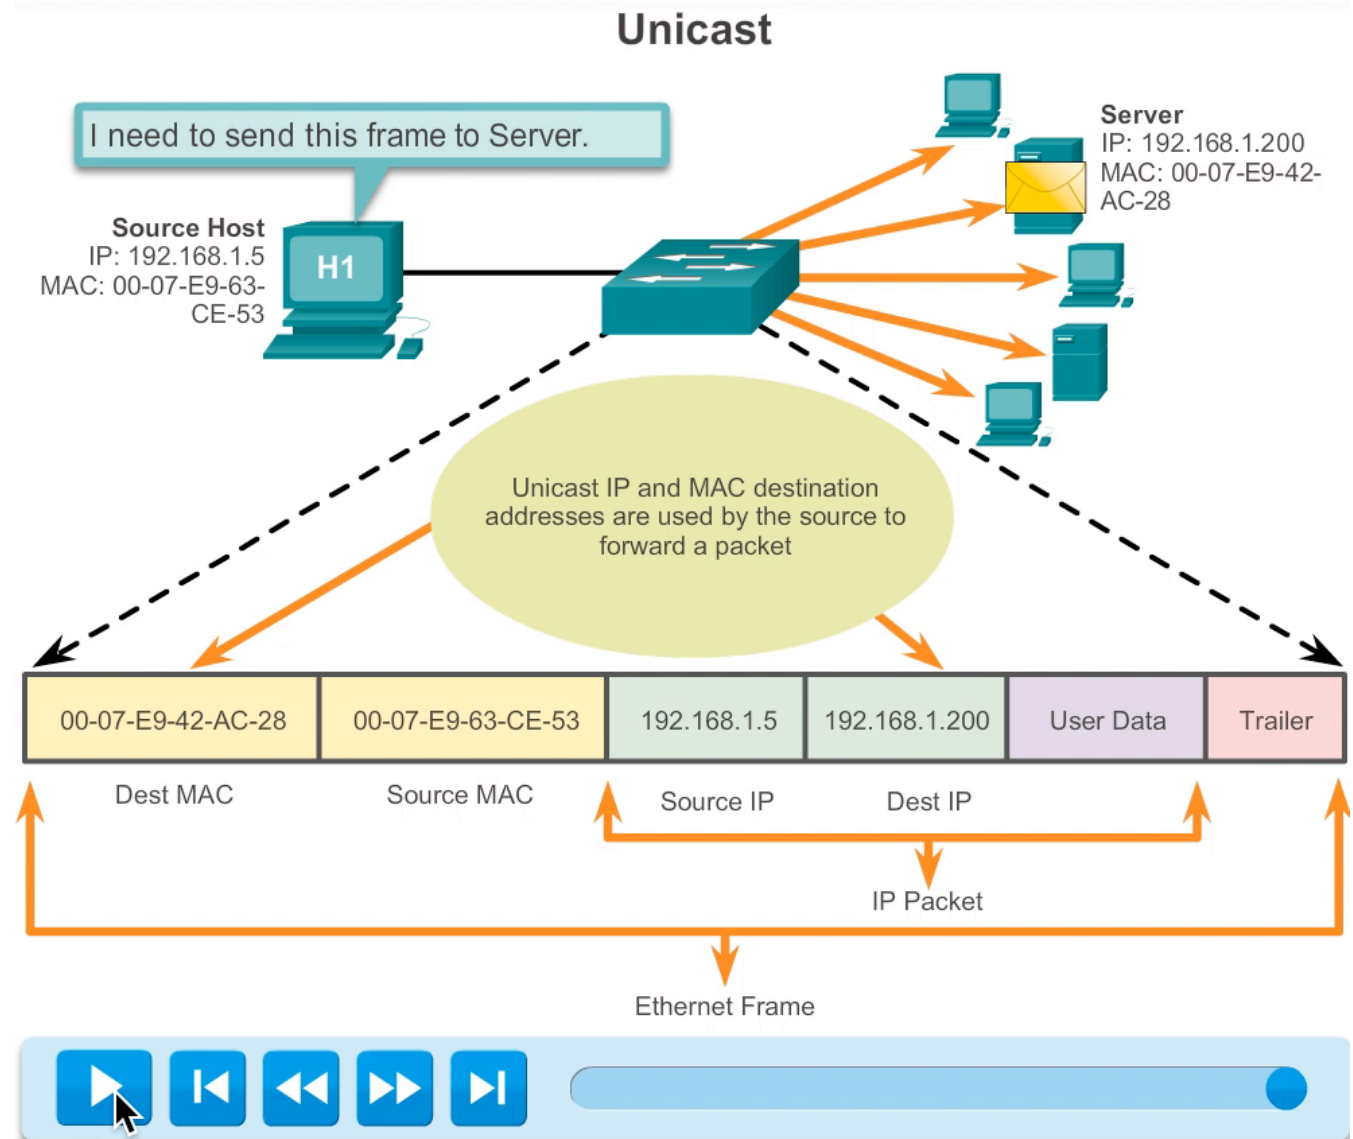 Unicast
I need to send this frame to Server.
Server
IP: 192.168.1.200
MAC: 00-07-E9-42-
AC-28
Source Host
IP: 192.168.1.5
MAC: 00-07-E9-63-
CE-53
H1
Unicast IP and MAC destination
addresses are used by the source to
forward a packet
00-07-E9-42-AC-28 00-07-E9-63-CE-53 192.168.1.5 192.168.1.200 User Data Trailer
Dest MAC Source MAC Source IP Dest IP
IP Packet
Ethernet Frame